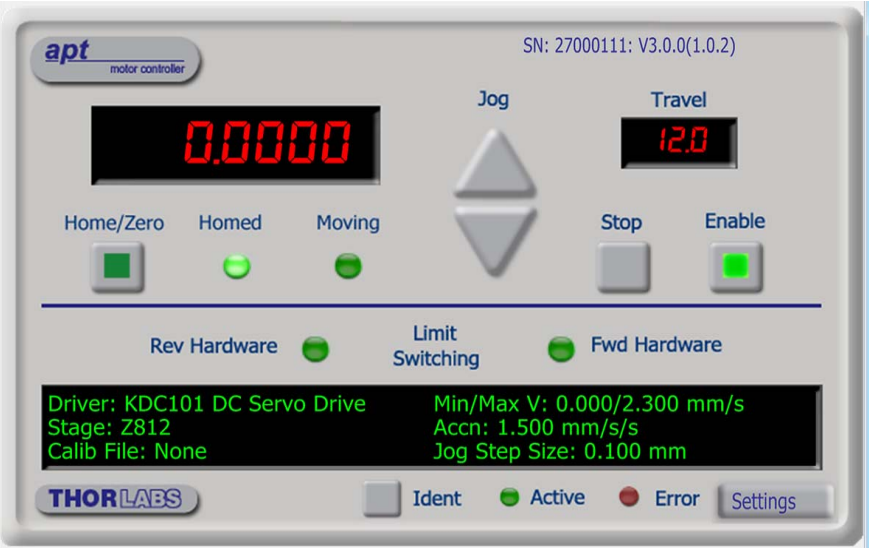 apt
motor controller
SN: 27000111: V3.0.0(1.0.2)
Jog
Travel
0.0000
12.0
Home/Zero
Homed
Moving
Stop
Enable
Rev Hardware
Limit
Switching
Fwd Hardware
Driver: KDC101 DC Servo Drive
Stage: Z812
Calib File: None
Min/Max V: 0.000/2.300 mm/s
Accn: 1.500 mm/s/s
Jog Step Size: 0.100 mm
THORLABS
Ident
Active
Error
Settings